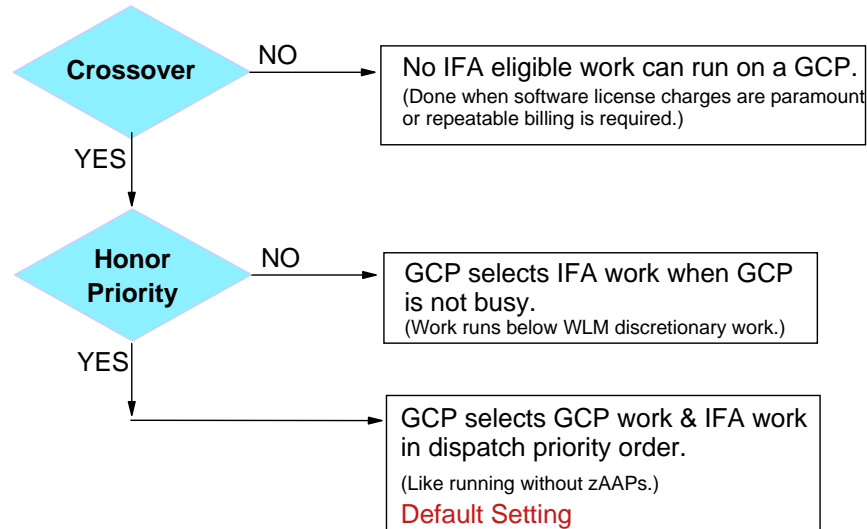 Crossover
NO
No IFA eligible work can run on a GCP.
(Done when software license charges are paramount
or repeatable billing is required.)
YES
Honor
Priority
NO
GCP selects IFA work when GCP
is not busy.
(Work runs below WLM discretionary work.)
YES
GCP selects GCP work & IFA work
in dispatch priority order.
(Like running without zAAPs.)
Default Setting